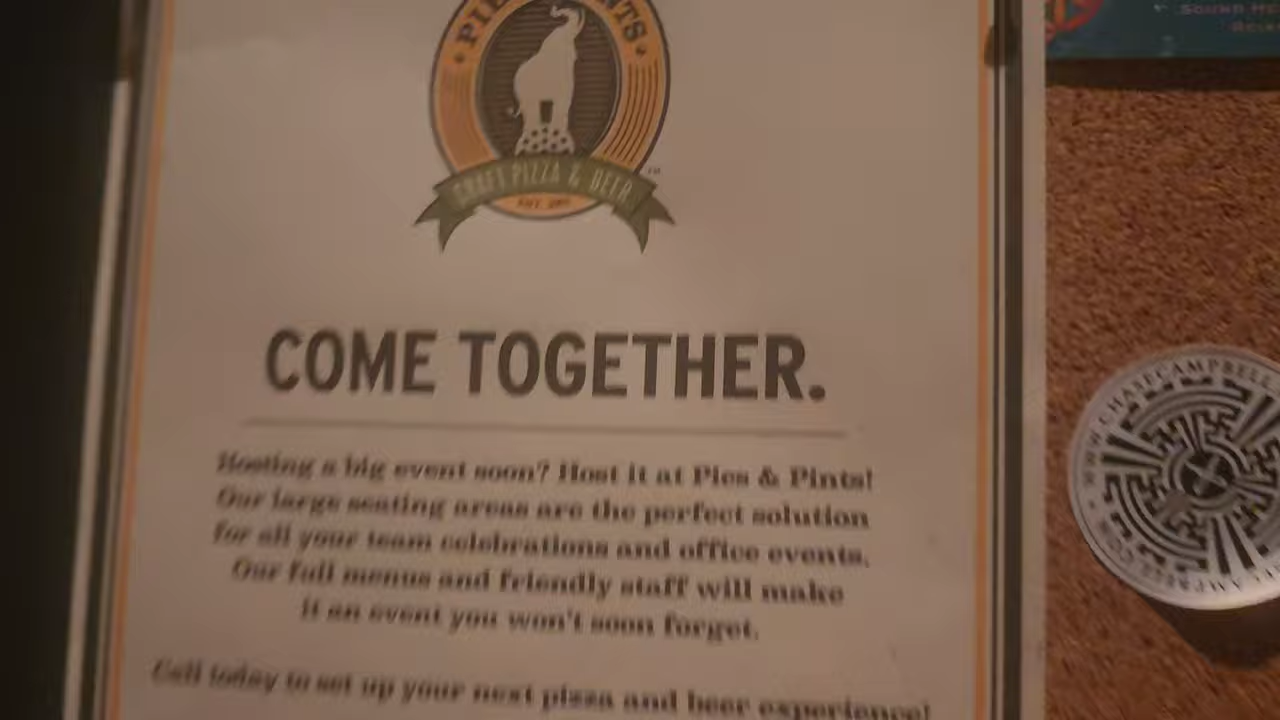 CRAFT PIZZA & BEER
COME TOGETHER.
Hosting a big event soon? Host it at Pies & Pints!
Our large seating areas are the perfect solution
for all your team celebrations and office events.
Our full menus and friendly staff will make
it an event you won't soon forget.
Call today to set up your next pizza and beer experience!
WWW.CHASECAMPBELL